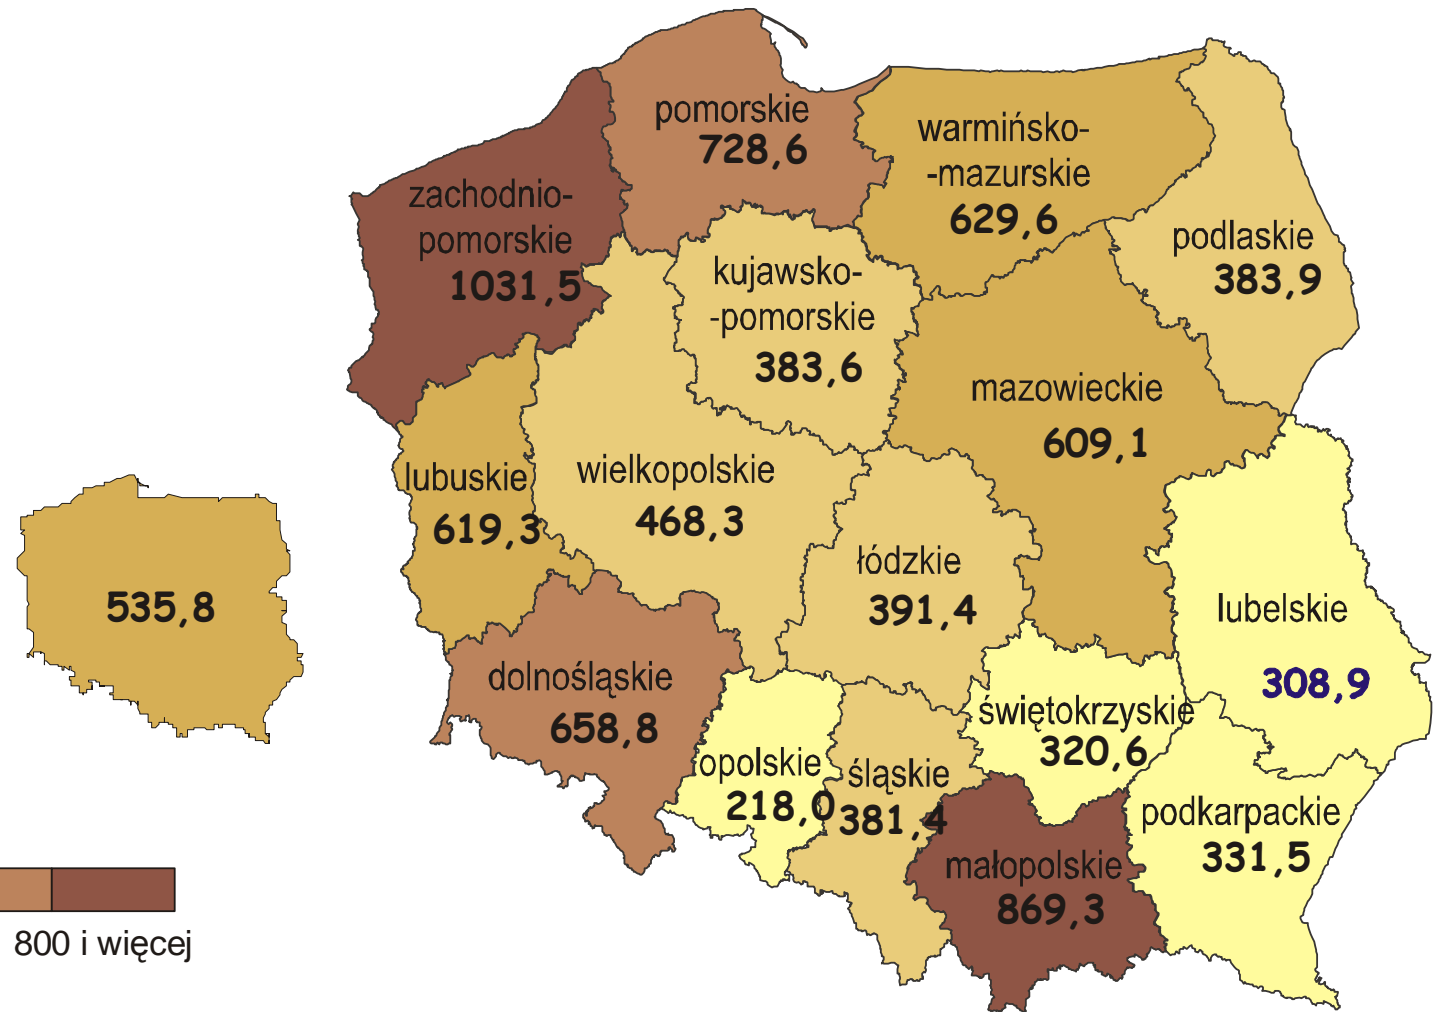 pomorskie
728,6
warmińsko-
-mazurskie
629,6
zachodnio-
pomorskie
1031,5
podlaskie
383,9
kujawsko-
-pomorskie
383,6
mazowieckie
609,1
lubuskie
619,3
wielkopolskie
468,3
łódzkie
391,4
lubelskie
308,9
535,8
dolnośląskie
658,8
opolskie
218,0
śląskie
381,4
świętokrzyskie
320,6
małopolskie
869,3
podkarpackie
331,5
800 i więcej